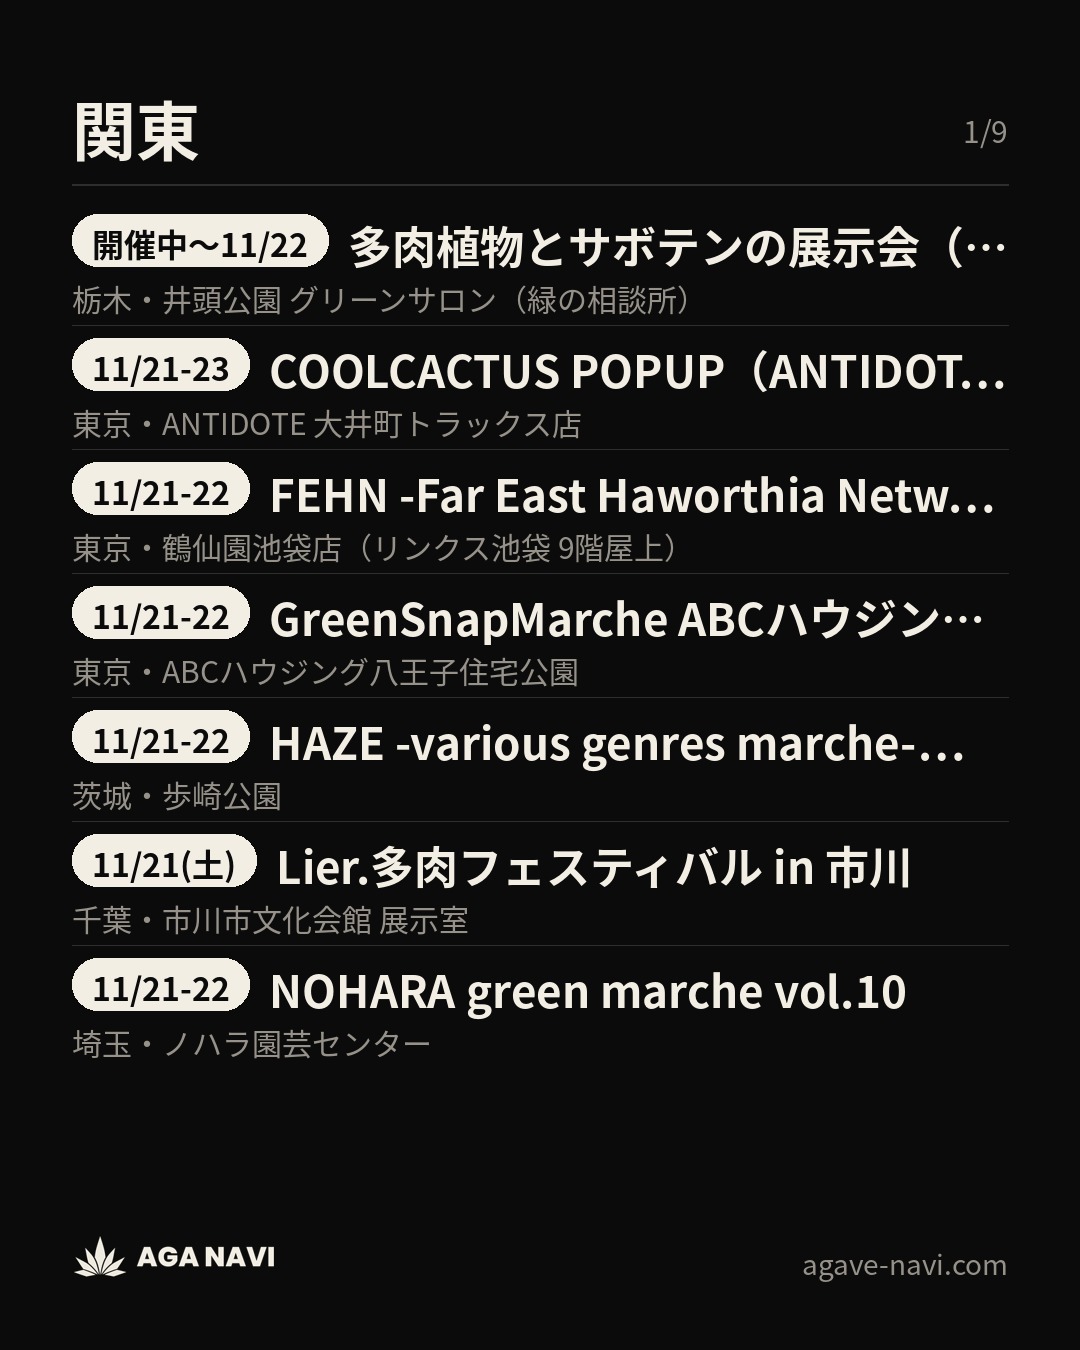 関東
1/9
開催中〜11/22 多肉植物とサボテンの展示会（…
栃木・井頭公園 グリーンサロン（緑の相談所）
11/21-23 COOLCACTUS POPUP（ANTIDOT...
東京・ANTIDOTE 大井町トラックス店
11/21-22 FEHN -Far East Haworthia Netw...
東京・鶴仙園池袋店（リンクス池袋 9階屋上）
11/21-22 GreenSnapMarche ABCハウジン…
東京・ABCハウジング八王子住宅公園
11/21-22 HAZE -various genres marche-...
茨城・歩崎公園
11/21(土) Lier.多肉フェスティバル in 市川
千葉・市川市文化会館 展示室
11/21-22 NOHARA green marche vol.10
埼玉・ノハラ園芸センター
AGA NAVI
agave-navi.com